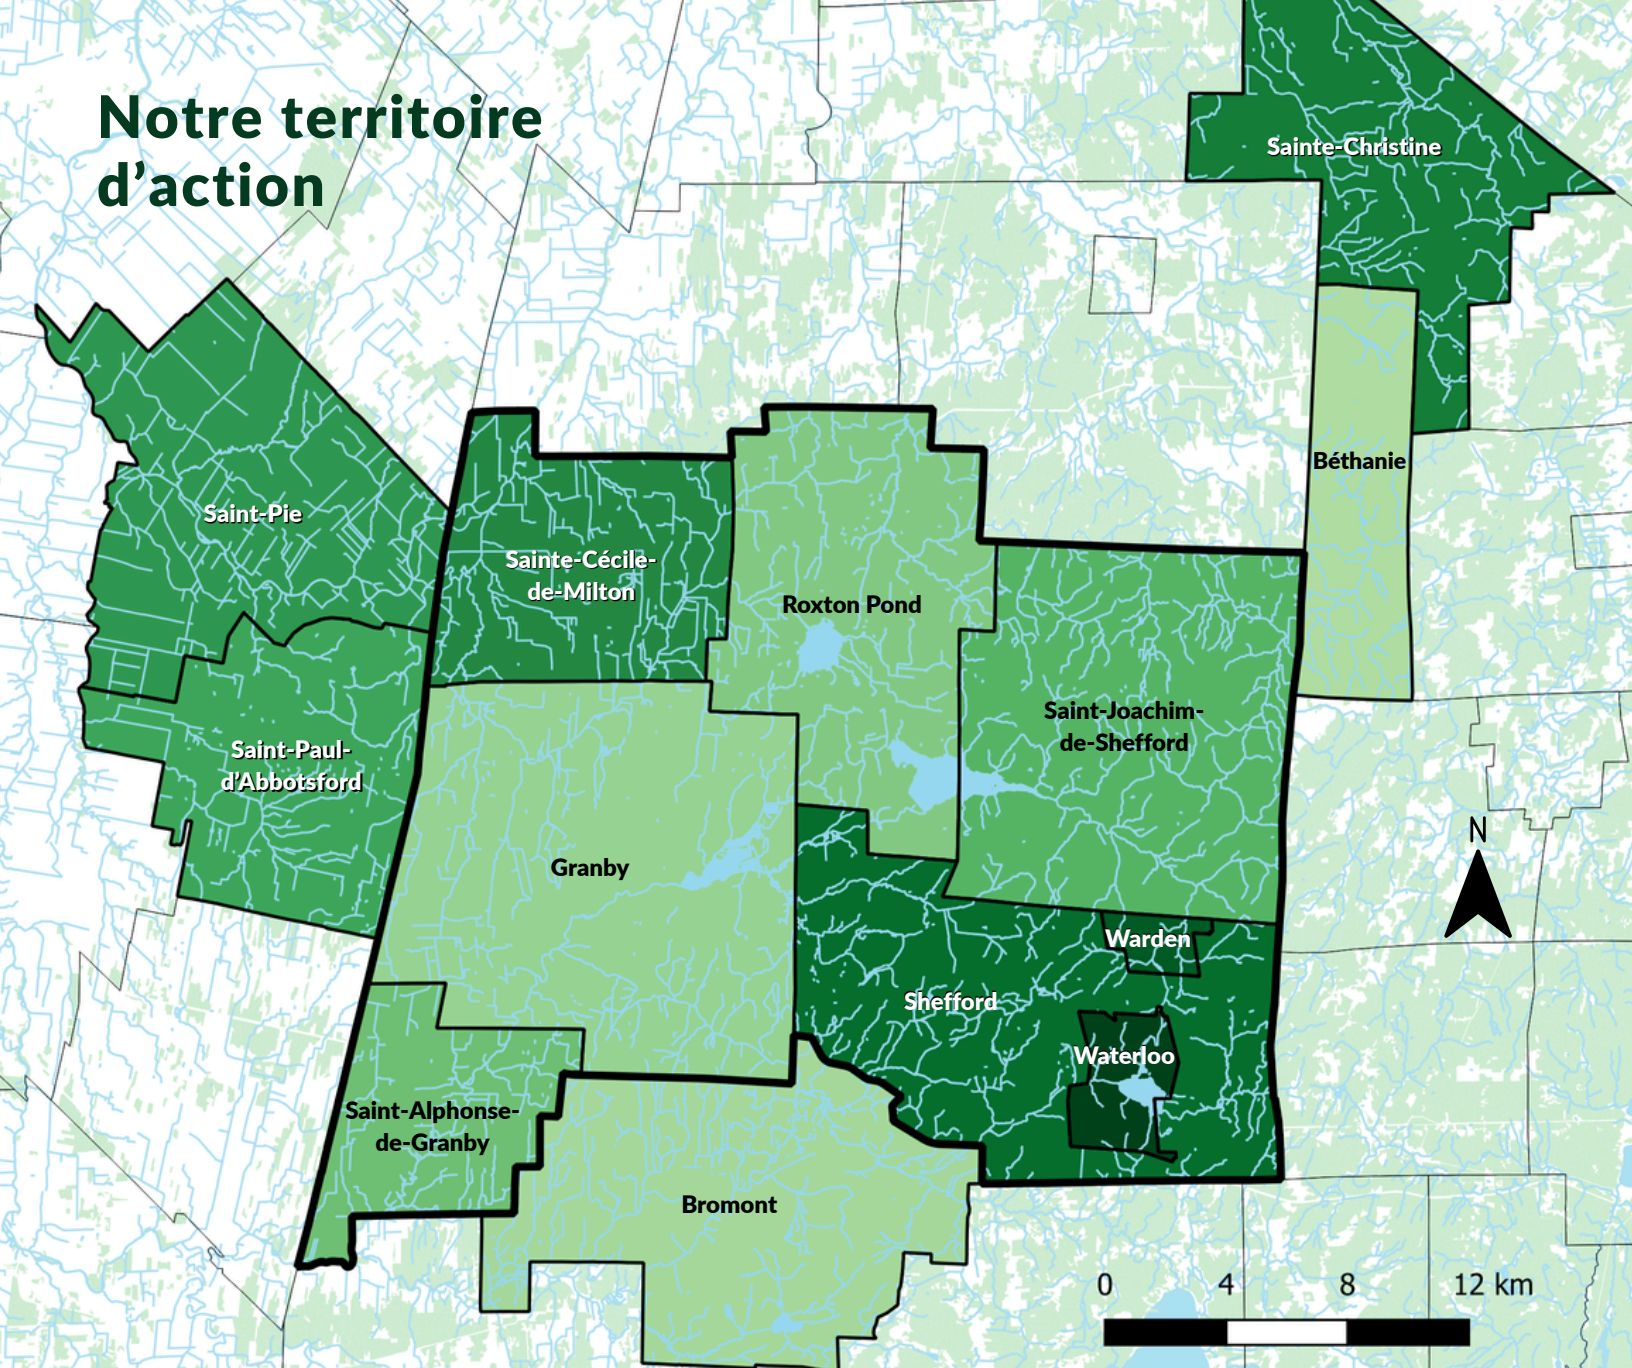 Notre territoire
d’action
Sainte-Christine
Béthanie
Saint-Pie
Sainte-Cécile-
de-Milton
Roxton Pond
Saint-Joachim-
de-Shefford
Saint-Paul-
d’Abbotsford
Granby
N
Warden
Shefford
Waterloo
Saint-Alphonse-
de-Granby
Bromont
0 4 8 12 km